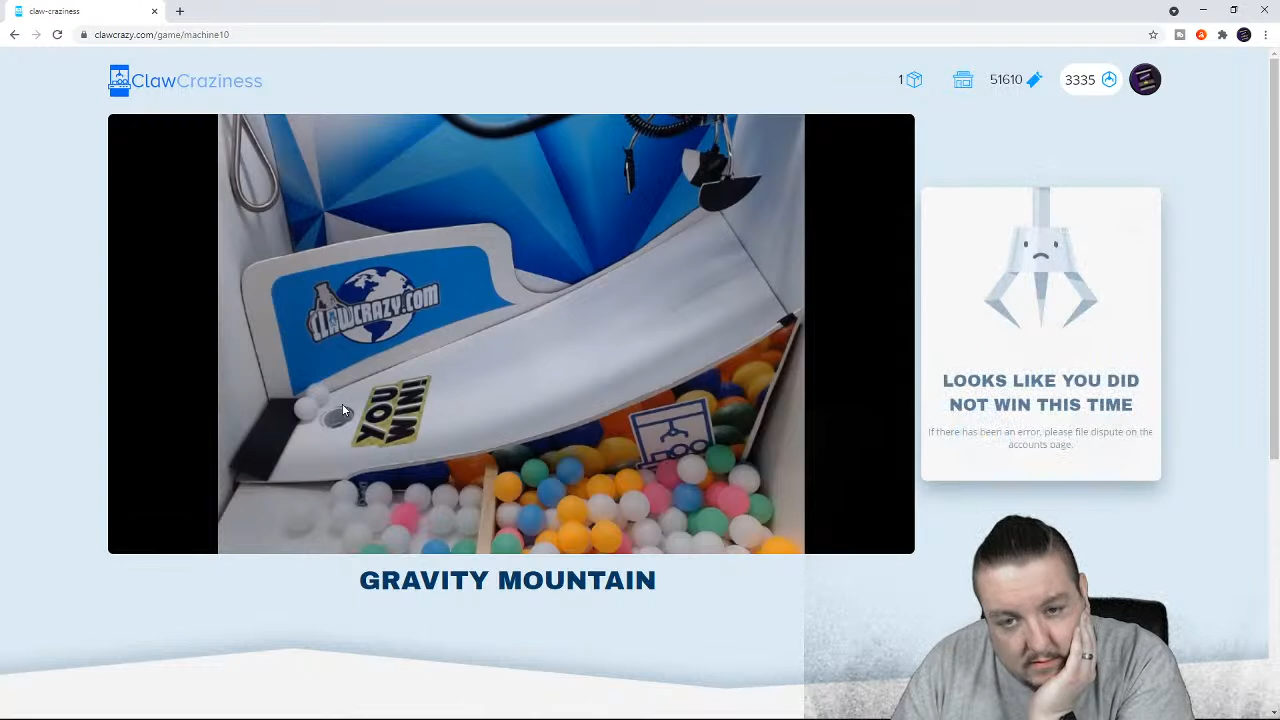 claw-craziness
clawcrazy.com/game/machine10
ClawCraziness
1
51610
3335
CLAWCRAZY.COM
YOU
WIN!
LOOKS LIKE YOU DID
NOT WIN THIS TIME
If there has been an error, please file dispute on the
accounts page.
GRAVITY MOUNTAIN